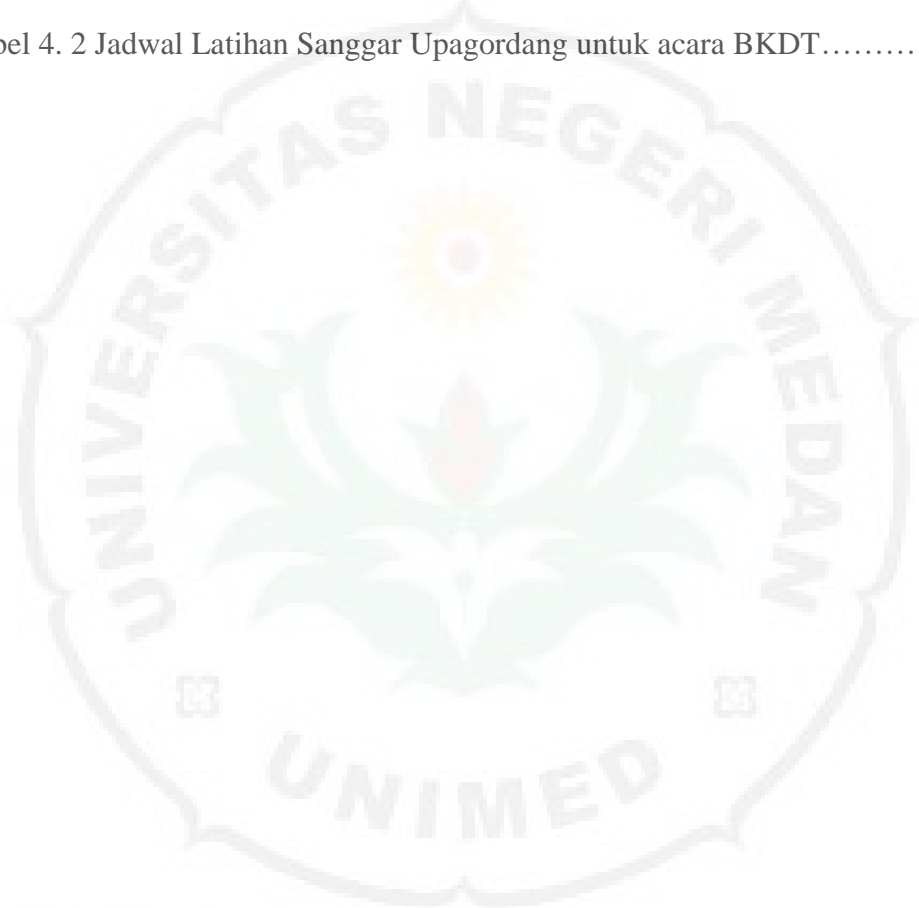 bel 4. 2 Jadwal Latihan Sanggar Upagordang untuk acara BKDT………
UNIVERSITAS NEGERI MEDAN
UNIMED